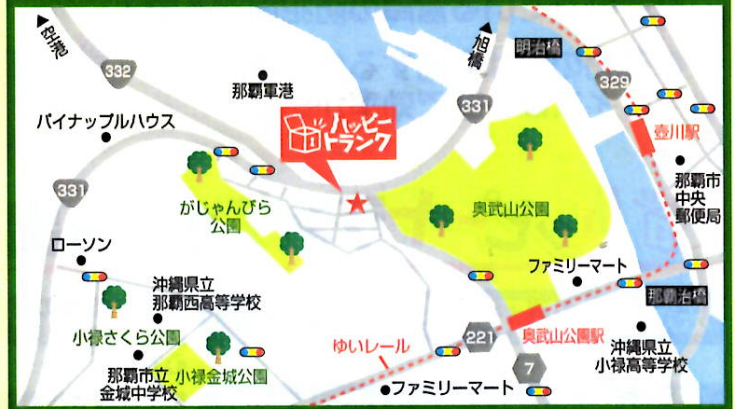 空港
332
那覇軍港
旭橋
明治橋
329
パイナップルハウス
ハッピー
トランク
331
壺川駅
331
がじゃんびら
公園
奥武山公園
那覇市
中央
郵便局
ローソン
沖縄県立
那覇西高等学校
ファミリーマート
那覇治橋
小禄さくら公園
ゆいレール
221
奥武山公園駅
沖縄県立
小禄高等学校
那覇市立
金城中学校
小禄金城公園
7
ファミリーマート